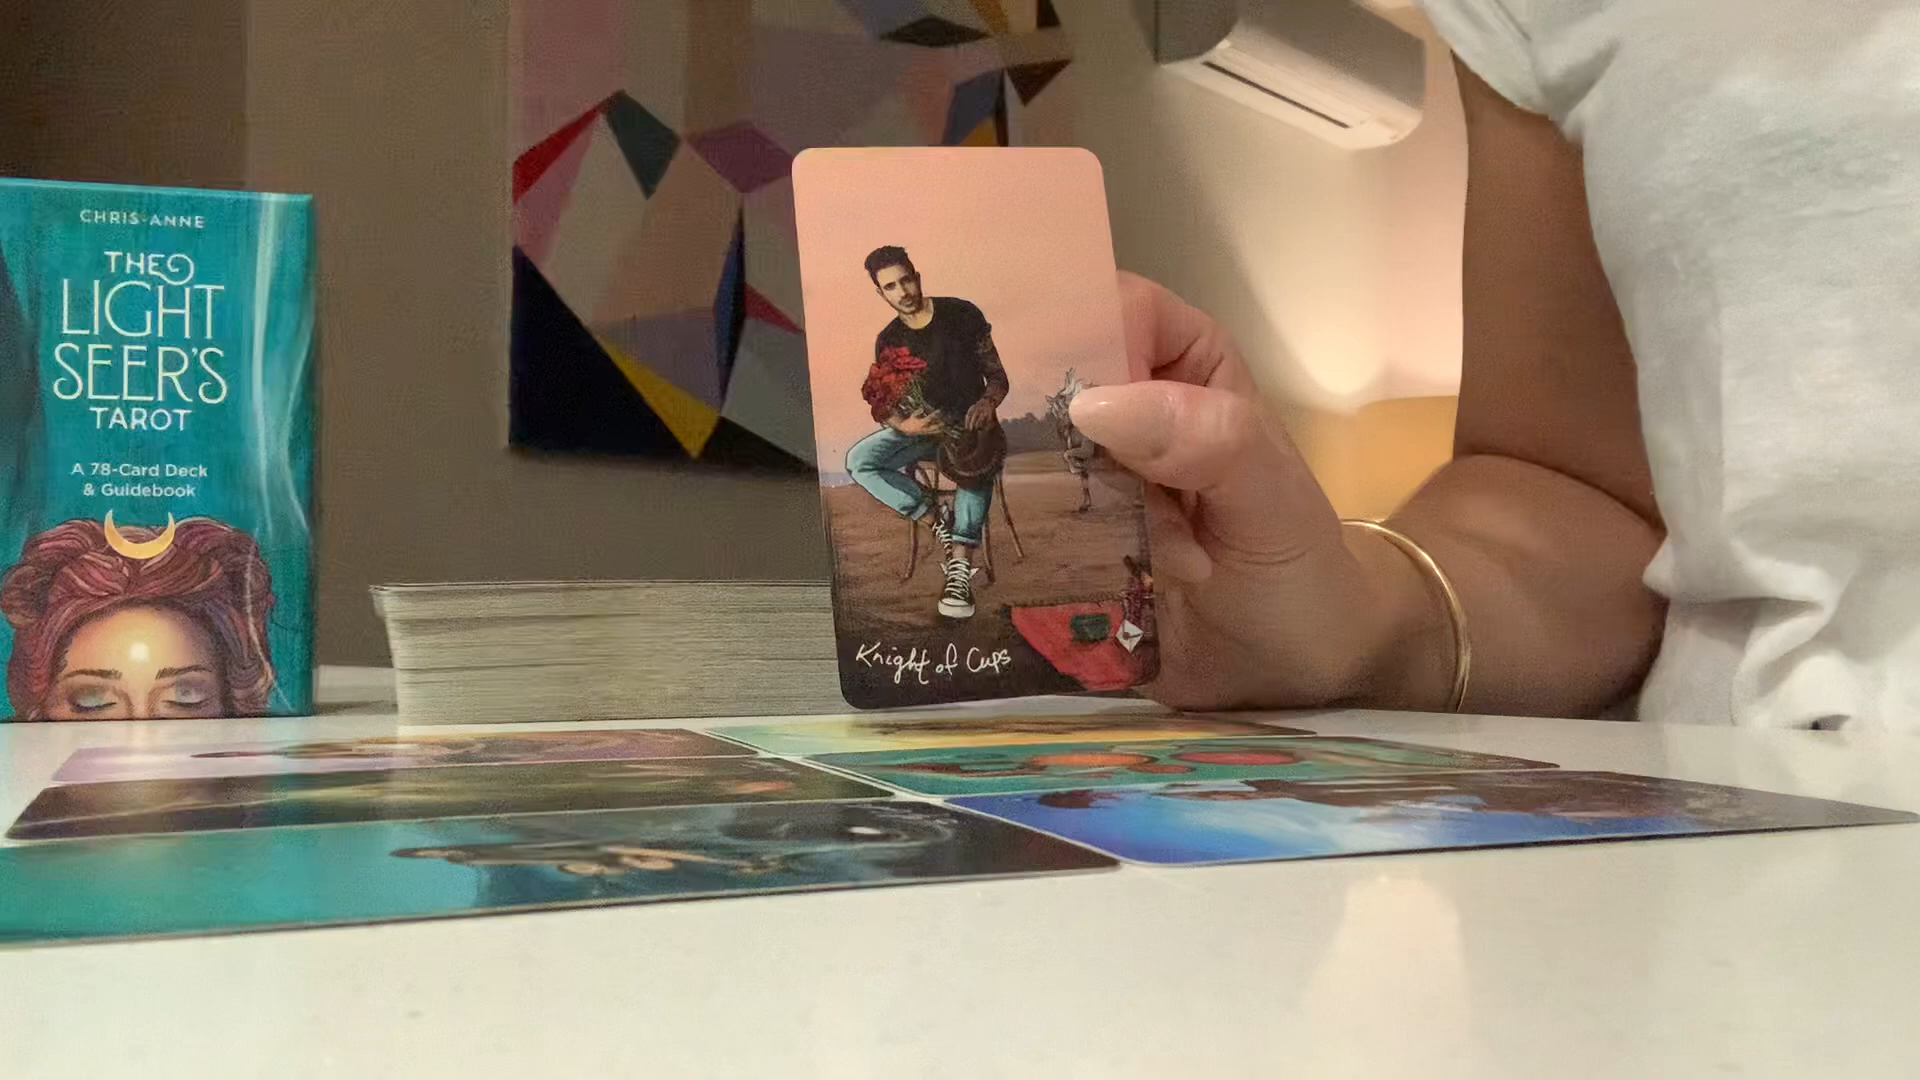 CHRIS-ANNE
THE
LIGHT
SEER'S
TAROT
A 78-Card Deck
& Guidebook
Knight of Cups